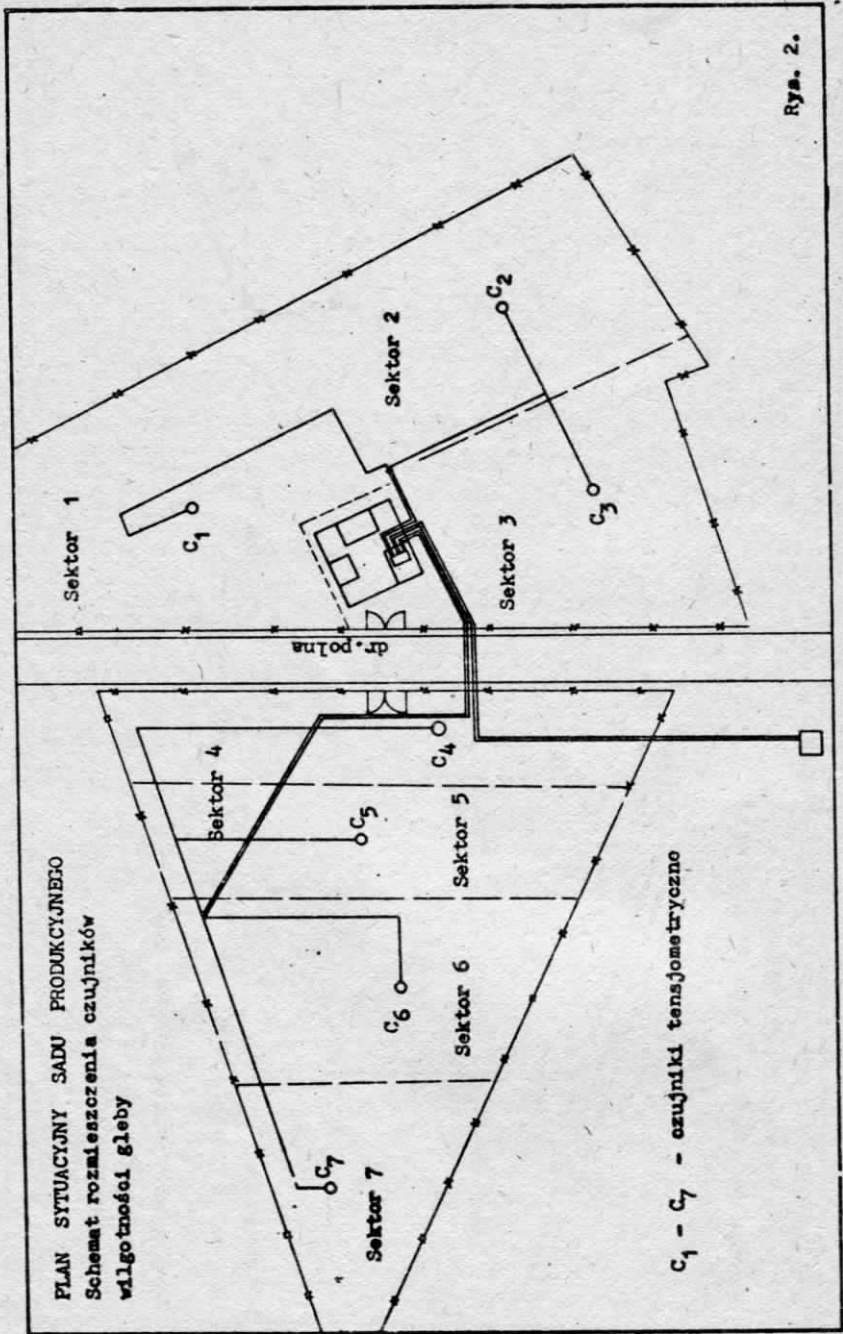 PLAN SYTUACYJNY SADU PRODUKCYJNEGO
Schemat rozmieszczenia czujników
wilgotności gleby
Sektor 1
C₁
Sektor 2
C₂
Sektor 3
C₃
dr.polna
Sektor 4
C₄
Sektor 5
C₅
Sektor 6
C₆
Sektor 7
C₇
C₁ - C₇ - czujniki tensjometryczne
Rys. 2.